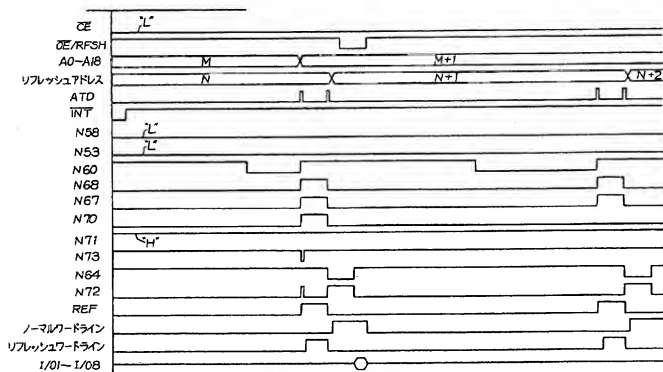 CE "L"
OE/RFSH
A0~A18 M M+1
リフレッシュアドレス N N+1 N+2
ATD
INT
N58 "L"
N53 "L"
N60
N68
N67
N70
N71 "H"
N73
N64
N72
REF
ノーマルワードライン
リフレッシュワードライン
I/01~I/08